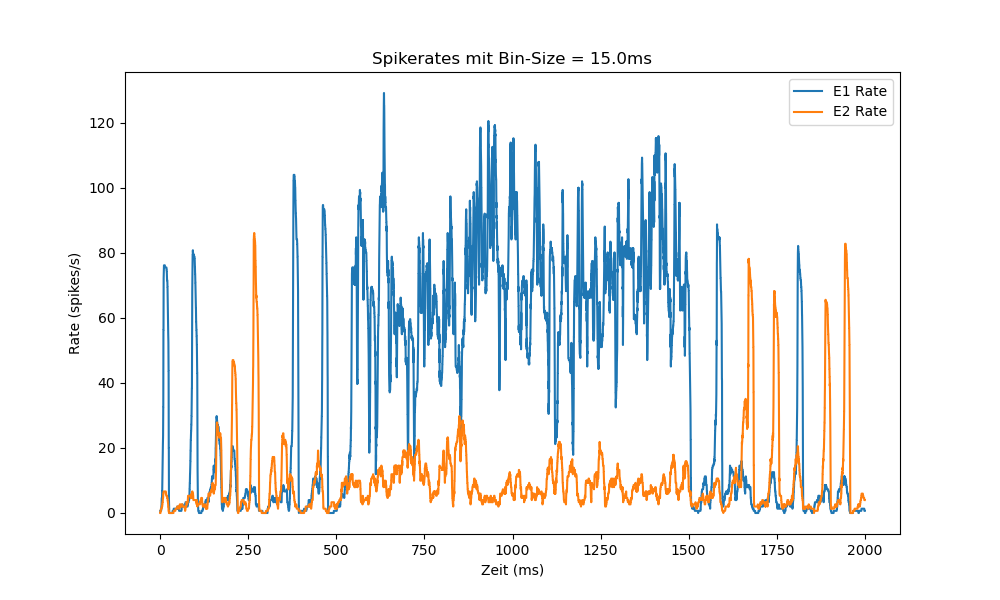 Spikerates mit Bin-Size = 15.0ms
E1 Rate
E2 Rate
Rate (spikes/s)
120
100
80
60
40
20
0
0 250 500 750 1000 1250 1500 1750 2000
Zeit (ms)